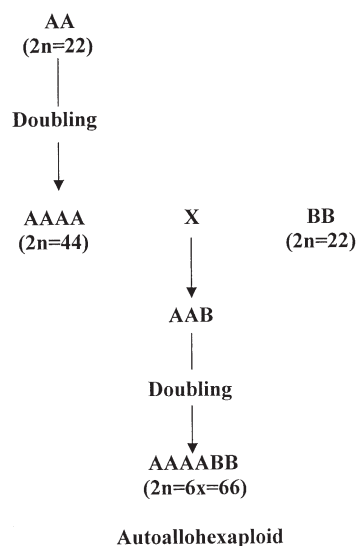 AA
(2n=22)
Doubling
AAAA X BB
(2n=44) (2n=22)
AAB
Doubling
AAAABB
(2n=6x=66)
Autoallohexaploid